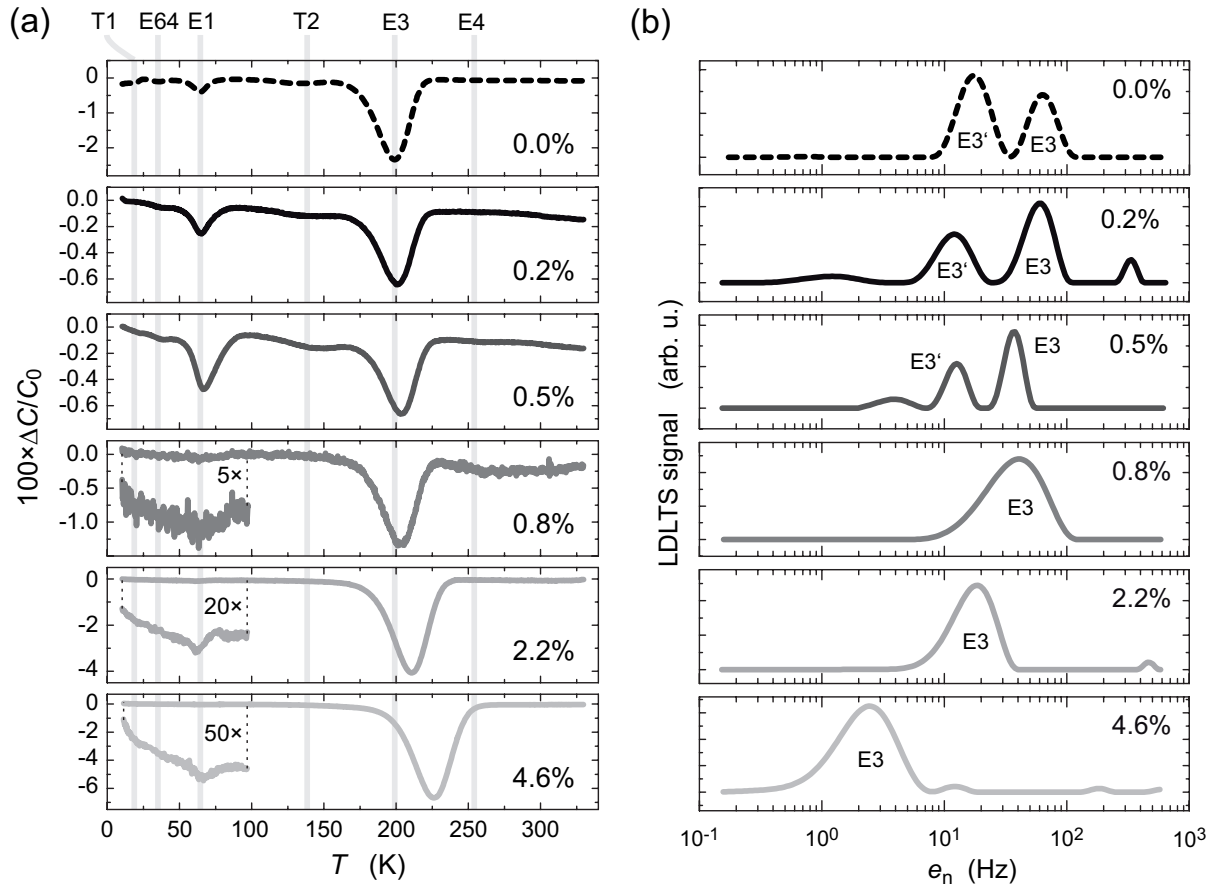 (a)
T1 E64 E1 T2 E3 E4
0
-1
-2
0.0%
0.0
-0.2
-0.4
-0.6
0.2%
0.0
-0.2
-0.4
-0.6
0.5%
0.0
-0.5
-1.0
5×
0.8%
0
-2
-4
20×
2.2%
0
-2
-4
-6
50×
4.6%
100×ΔC/C0
0 50 100 150 200 250 300
T (K)
(b)
0.0%
E3‘ E3
0.2%
E3‘ E3
0.5%
E3‘ E3
0.8%
E3
2.2%
E3
4.6%
E3
LDLTS signal (arb. u.)
10-1 100 101 102 103
en (Hz)